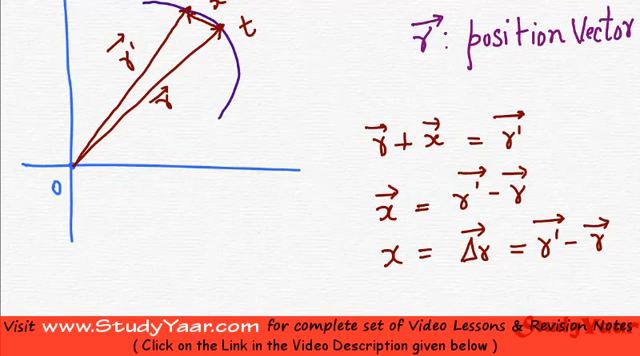 x
t
r⃗'
r⃗
0
r⃗ : position Vector
r⃗ + x⃗ = r⃗'
x⃗ = r⃗' - r⃗
x = Δr⃗ = r⃗' - r⃗
StudyYaar
Visit www.StudyYaar.com for complete set of Video Lessons & Revision Notes
( Click on the Link in the Video Description given below )